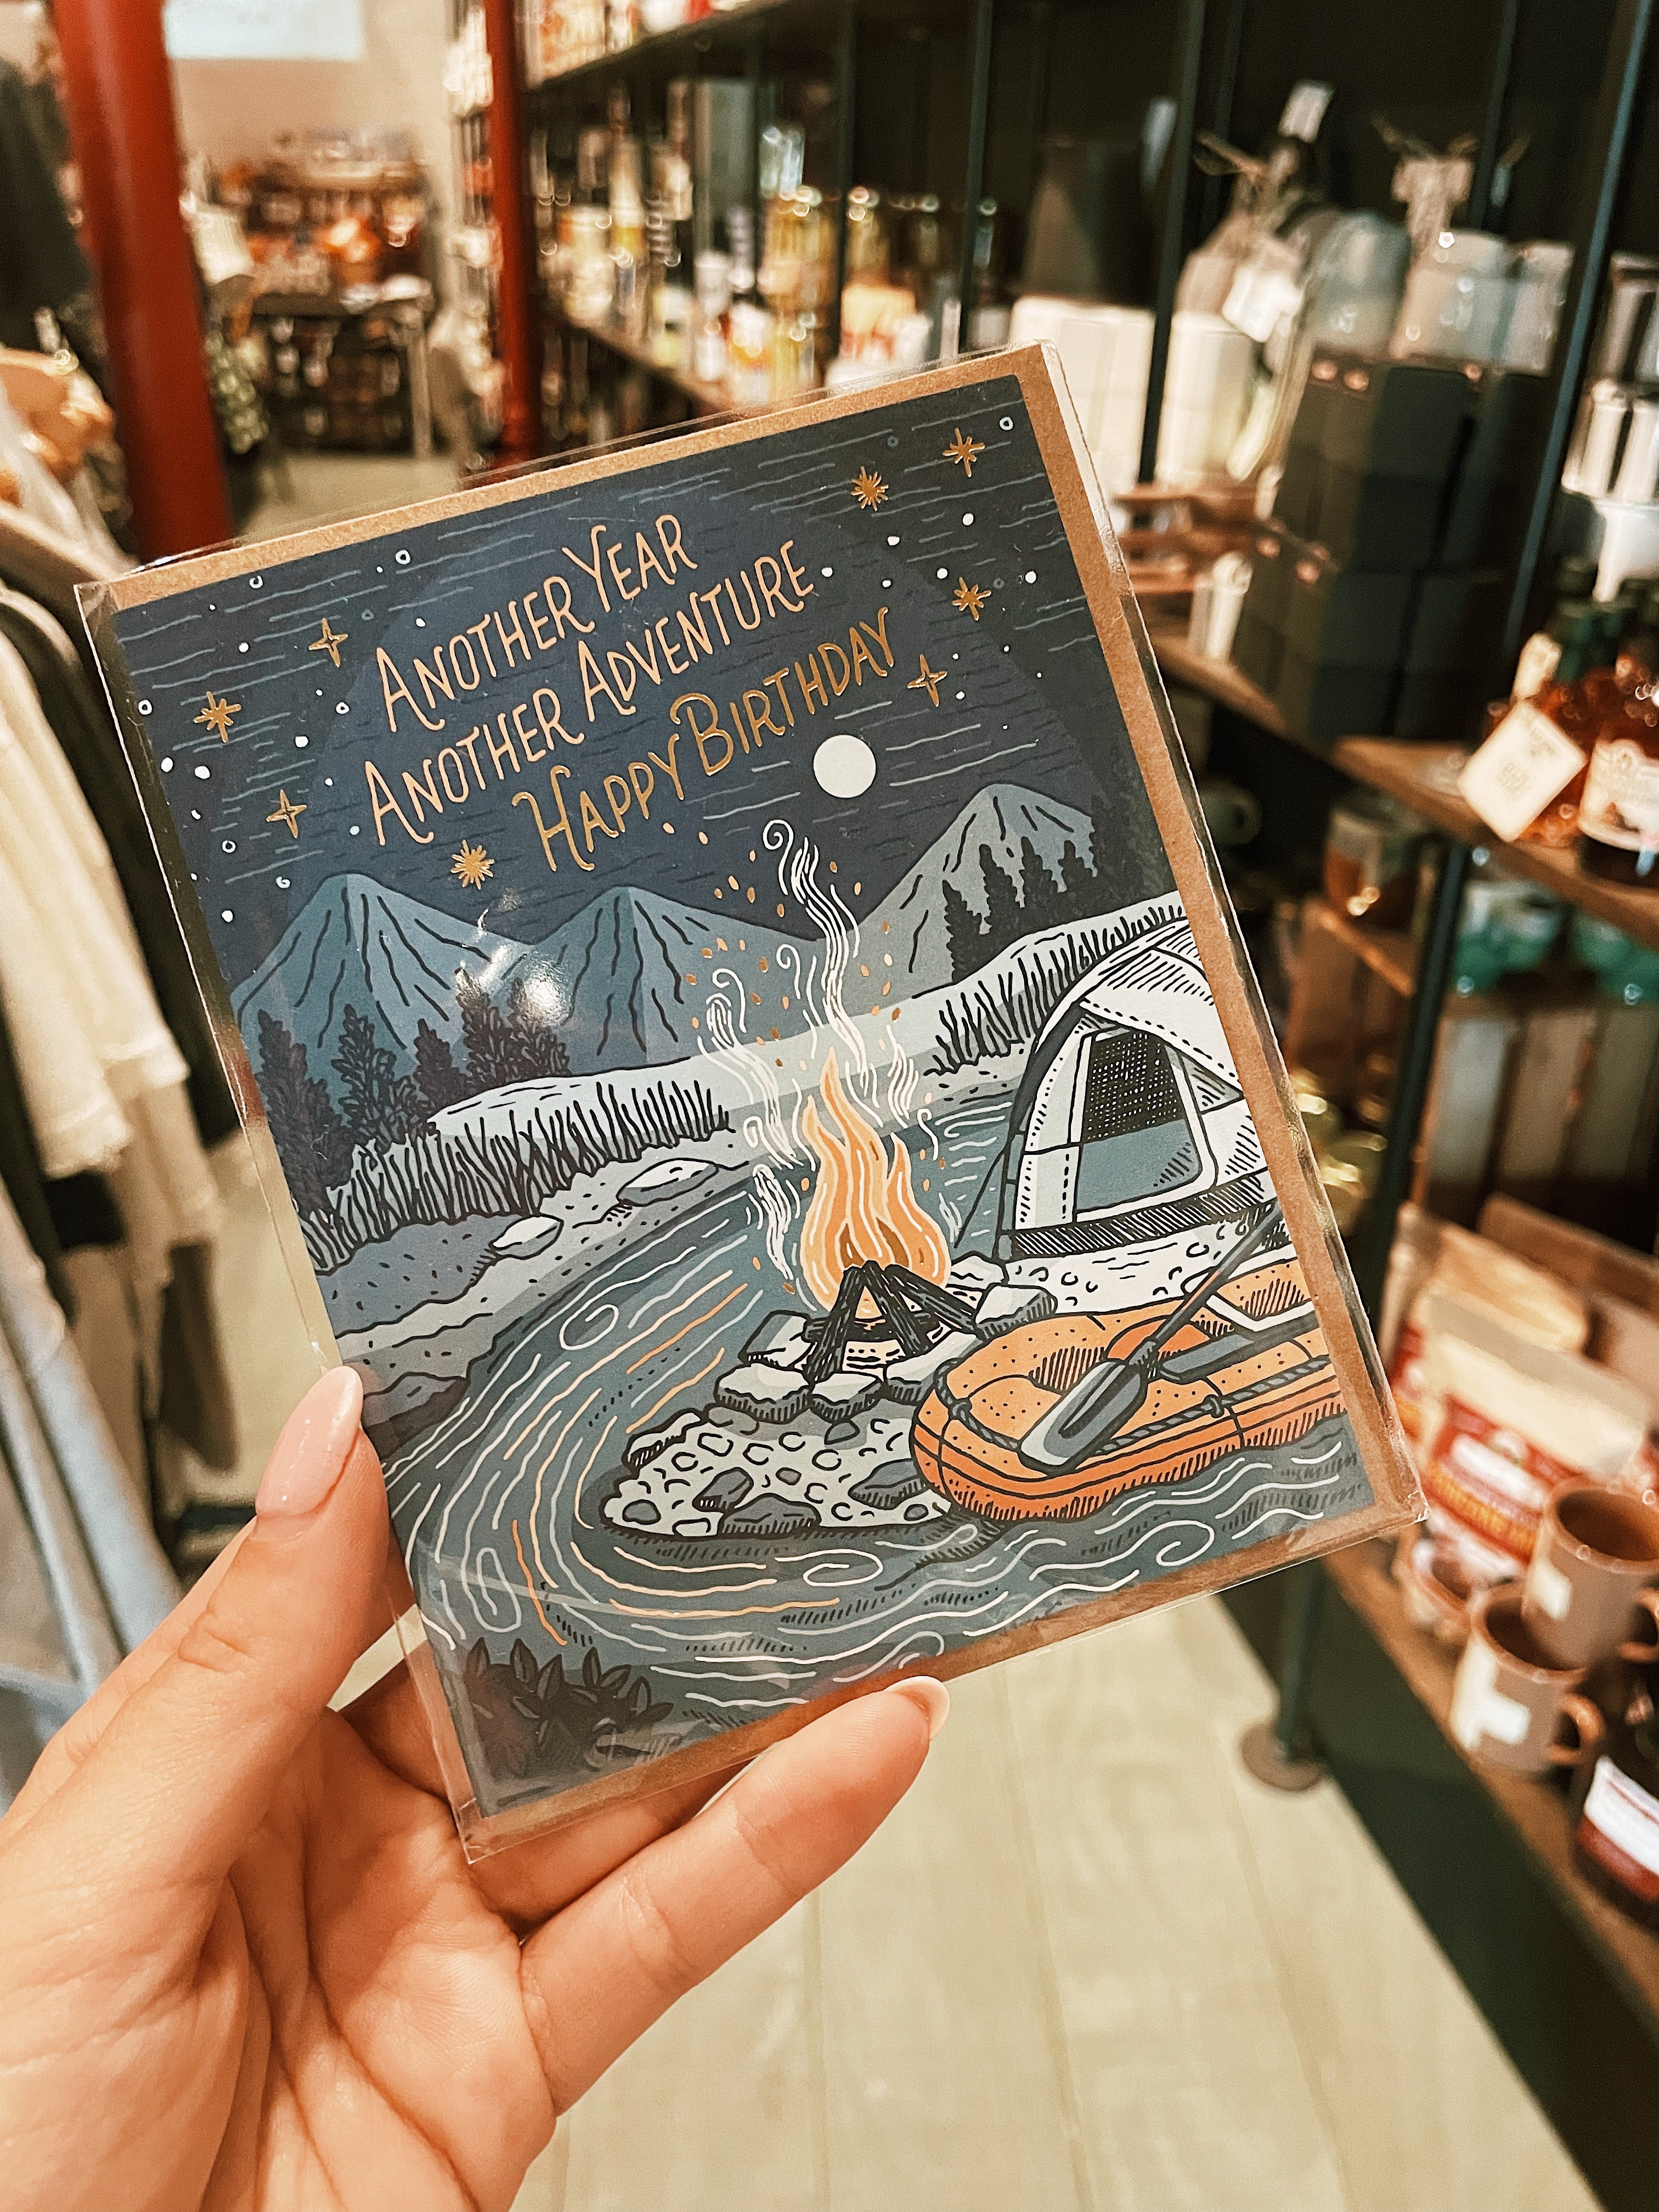 ANOTHER YEAR
ANOTHER ADVENTURE
HAPPY BIRTHDAY